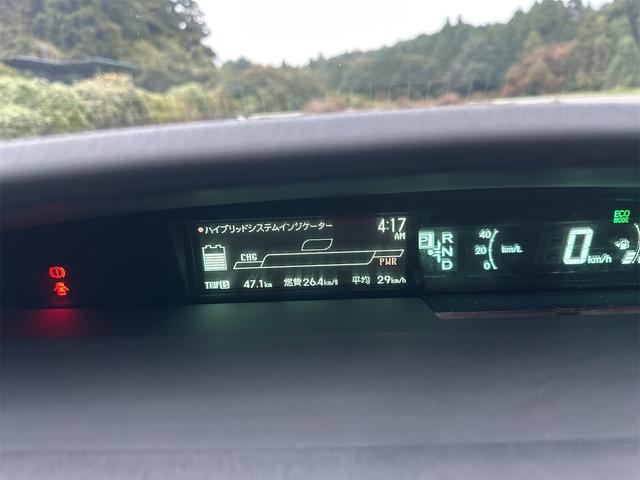 ハイブリッドシステムインジケーター 4:17
AM
CHG
PWR
TRIP B 47.1km 燃費26.4km/ℓ 平均 29km/h
P R
N
D
40
20 km/L
0
ECO
MODE
0 km/h